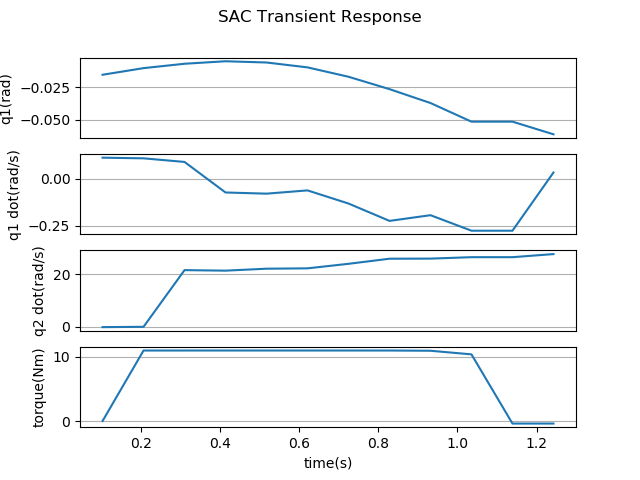 SAC Transient Response
q1(rad)
−0.025
−0.050
q1 dot(rad/s)
0.00
−0.25
q2 dot(rad/s)
20
0
torque(Nm)
10
0
0.2 0.4 0.6 0.8 1.0 1.2
time(s)